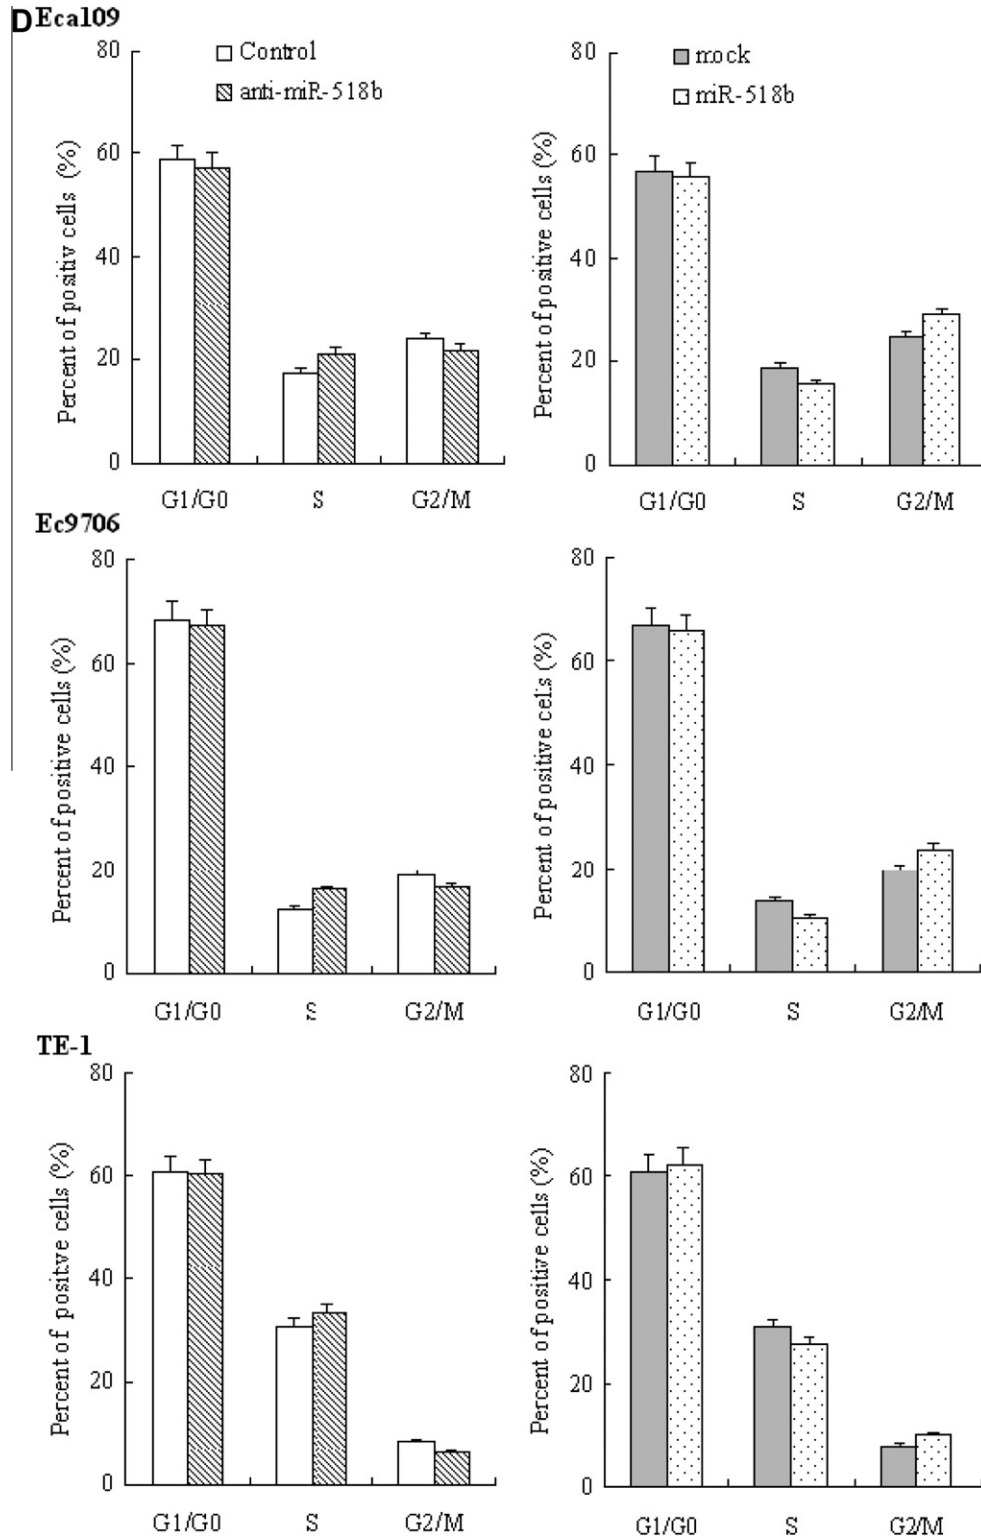 D Eca109
80
60
40
20
0
Percent of positiv cells (%)
Control
anti-miR-518b
G1/G0 S G2/M
80
60
40
20
0
Percent of positive cells (%)
mock
miR-518b
G1/G0 S G2/M
Ec9706
80
60
40
20
0
Percent of positive cells (%)
G1/G0 S G2/M
80
60
40
20
0
Percent of positive cells (%)
G1/G0 S G2/M
TE-1
80
60
40
20
0
Percent of positve cells (%)
G1/G0 S G2/M
80
60
40
20
0
Percent of positive cells (%)
G1/G0 S G2/M